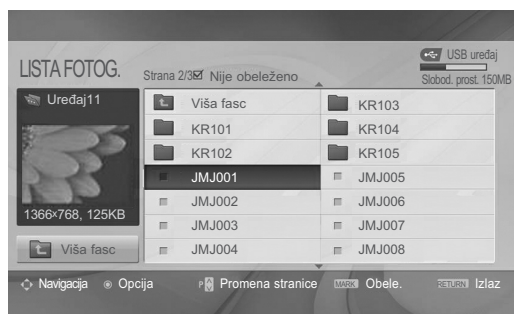 USB uređaj
LISTA FOTOG.
Strana 2/3 Nije obeleženo
Slobod. prost. 150MB
Uređaj11
1366×768, 125KB
Viša fasc
Viša fasc
KR101
KR102
JMJ001
JMJ002
JMJ003
JMJ004
KR103
KR104
KR105
JMJ005
JMJ006
JMJ007
JMJ008
Navigacija Opcija P Promena stranice MARK Obele. RETURN Izlaz